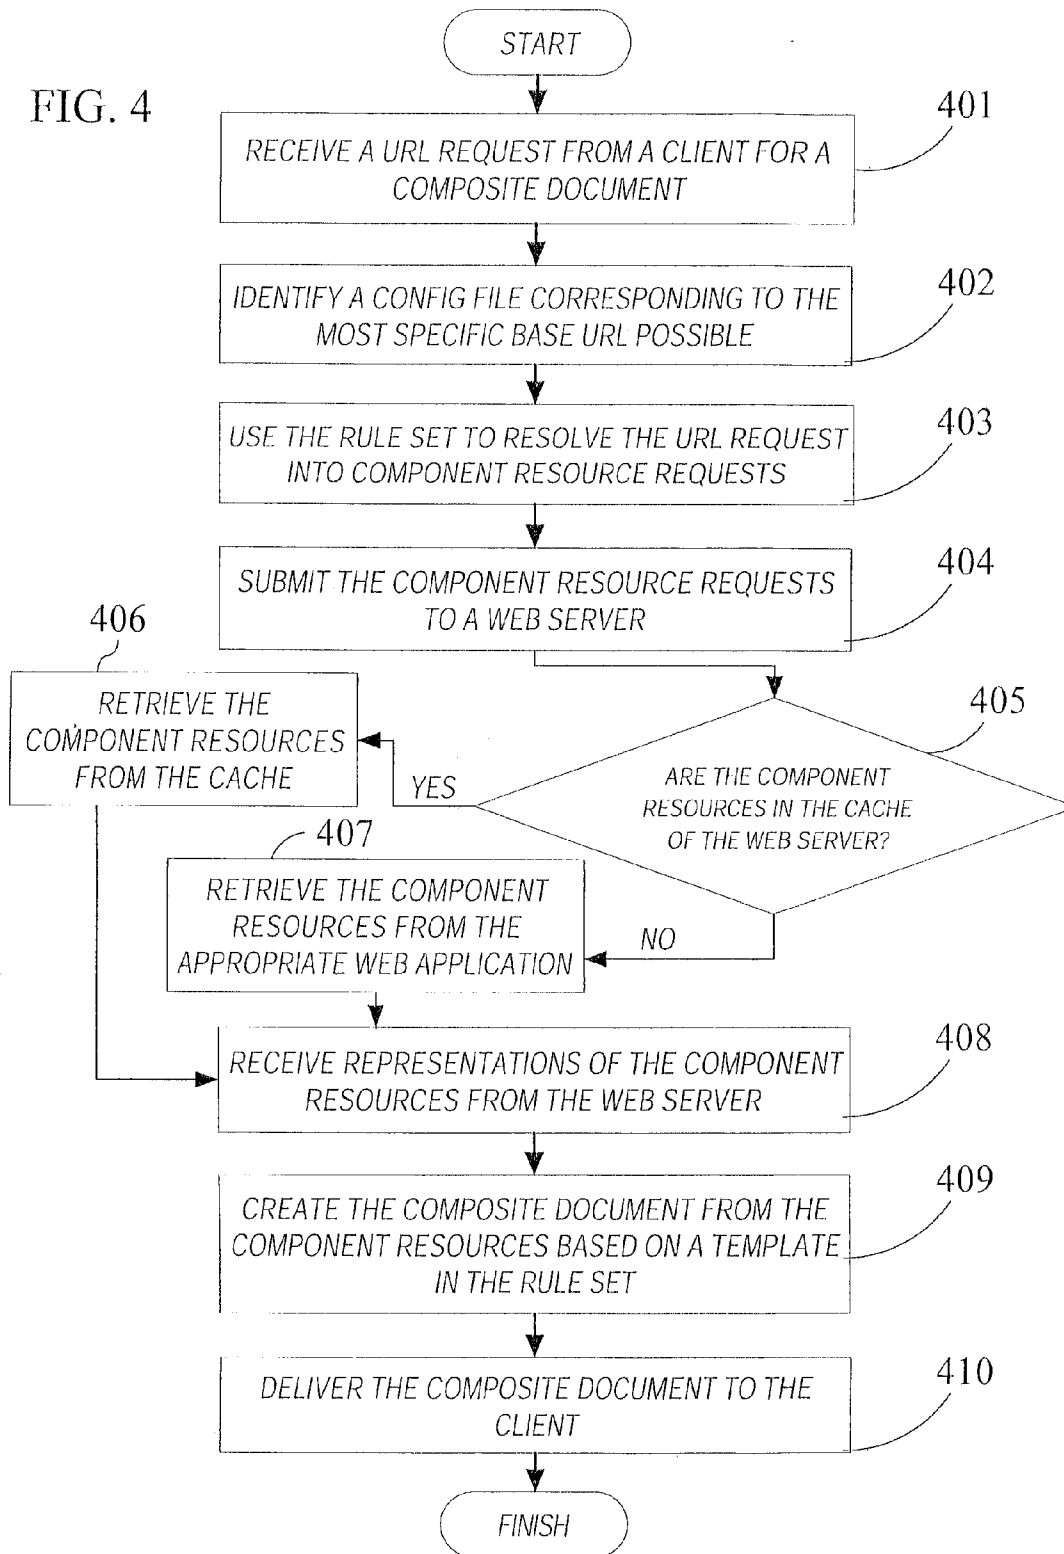 START
FIG. 4
401
RECEIVE A URL REQUEST FROM A CLIENT FOR A
COMPOSITE DOCUMENT
402
IDENTIFY A CONFIG FILE CORRESPONDING TO THE
MOST SPECIFIC BASE URL POSSIBLE
403
USE THE RULE SET TO RESOLVE THE URL REQUEST
INTO COMPONENT RESOURCE REQUESTS
404
SUBMIT THE COMPONENT RESOURCE REQUESTS
TO A WEB SERVER
406
RETRIEVE THE
COMPONENT RESOURCES
FROM THE CACHE
405
ARE THE COMPONENT
RESOURCES IN THE CACHE
OF THE WEB SERVER?
YES
407
RETRIEVE THE COMPONENT
RESOURCES FROM THE
APPROPRIATE WEB APPLICATION
NO
408
RECEIVE REPRESENTATIONS OF THE COMPONENT
RESOURCES FROM THE WEB SERVER
409
CREATE THE COMPOSITE DOCUMENT FROM THE
COMPONENT RESOURCES BASED ON A TEMPLATE
IN THE RULE SET
410
DELIVER THE COMPOSITE DOCUMENT TO THE
CLIENT
FINISH